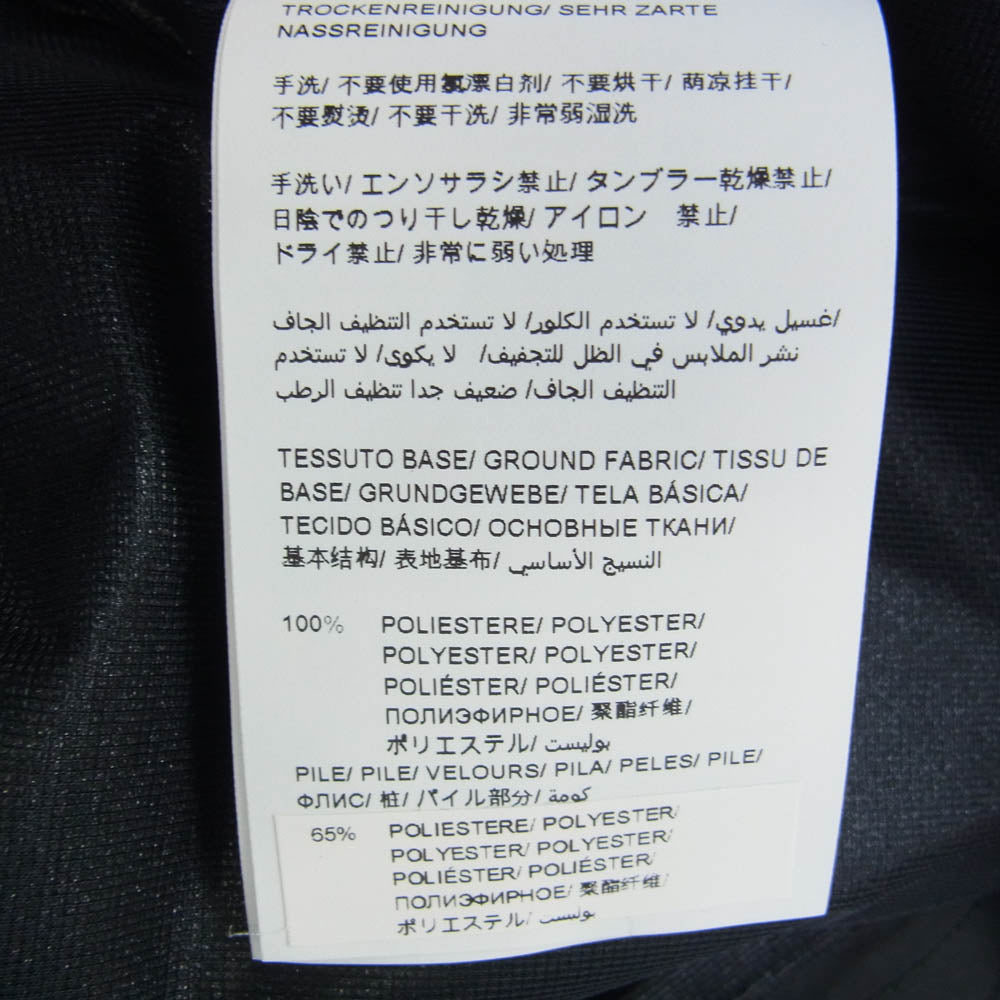 TROCKENREINIGUNG/ SEHR ZARTE
NASSREINIGUNG
手洗/ 不要使用氯漂白剂/ 不要烘干/ 荫凉挂干/
不要熨烫/ 不要干洗/ 非常弱湿洗
手洗い/ エンソサラシ禁止/ タンブラー乾燥禁止/
日陰でのつり干し乾燥/ アイロン　禁止/
ドライ禁止/ 非常に弱い処理
غسيل يدوي/ لا تستخدم الكلور/ لا تستخدم التنظيف الجاف/
نشر الملابس في الظل للتجفيف/ لا يكوى/ لا تستخدم
التنظيف الجاف/ ضعيف جدا تنظيف الرطب
TESSUTO BASE/ GROUND FABRIC/ TISSU DE
BASE/ GRUNDGEWEBE/ TELA BÁSICA/
TECIDO BÁSICO/ ОСНОВНЫЕ ТКАНИ/
基本结构/ 表地基布/ النسيج الأساسي
100% POLIESTERE/ POLYESTER/
POLYESTER/ POLYESTER/
POLIÉSTER/ POLIÉSTER/
ПОЛИЭФИРНОЕ/ 聚酯纤维/
ポリエステル/ بوليست
PILE/ PILE/ VELOURS/ PILA/ PELES/ PILE/
ФЛИС/ 桩/ パイル部分/ كومة
65% POLIESTERE/ POLYESTER/
POLYESTER/ POLYESTER/
POLIÉSTER/ POLIÉSTER/
ПОЛИЭФИРНОЕ/ 聚酯纤维/
ポリエステル/ بوليست